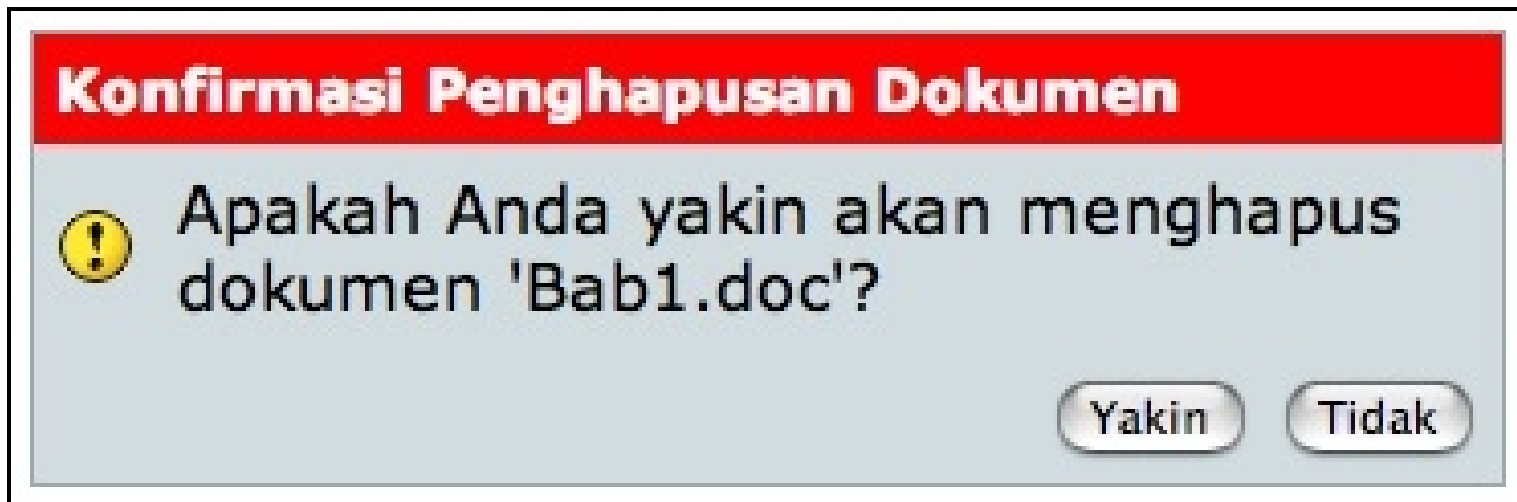 Konfirmasi Penghapusan Dokumen
Apakah Anda yakin akan menghapus
dokumen 'Bab1.doc'?
Yakin Tidak